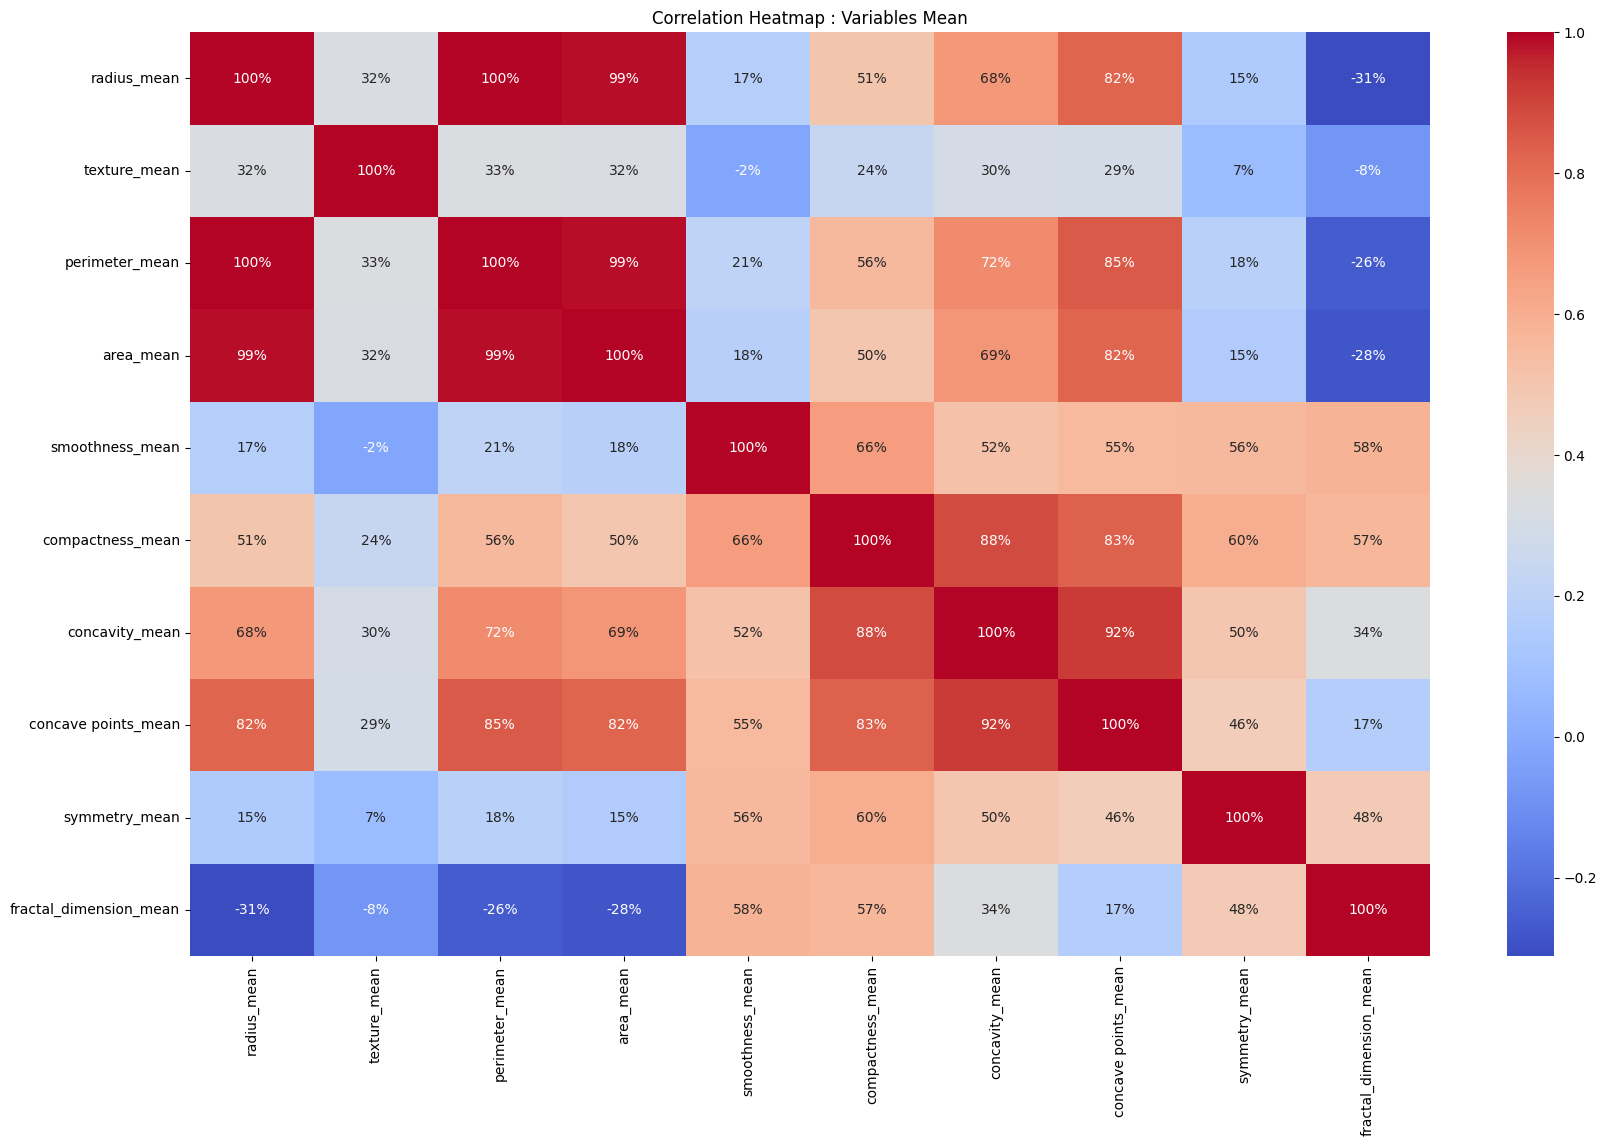 Correlation Heatmap : Variables Mean
radius_mean 100% 32% 100% 99% 17% 51% 68% 82% 15% -31%
texture_mean 32% 100% 33% 32% -2% 24% 30% 29% 7% -8%
perimeter_mean 100% 33% 100% 99% 21% 56% 72% 85% 18% -26%
area_mean 99% 32% 99% 100% 18% 50% 69% 82% 15% -28%
smoothness_mean 17% -2% 21% 18% 100% 66% 52% 55% 56% 58%
compactness_mean 51% 24% 56% 50% 66% 100% 88% 83% 60% 57%
concavity_mean 68% 30% 72% 69% 52% 88% 100% 92% 50% 34%
concave points_mean 82% 29% 85% 82% 55% 83% 92% 100% 46% 17%
symmetry_mean 15% 7% 18% 15% 56% 60% 50% 46% 100% 48%
fractal_dimension_mean -31% -8% -26% -28% 58% 57% 34% 17% 48% 100%
radius_mean
texture_mean
perimeter_mean
area_mean
smoothness_mean
compactness_mean
concavity_mean
concave points_mean
symmetry_mean
fractal_dimension_mean
1.0
0.8
0.6
0.4
0.2
0.0
−0.2